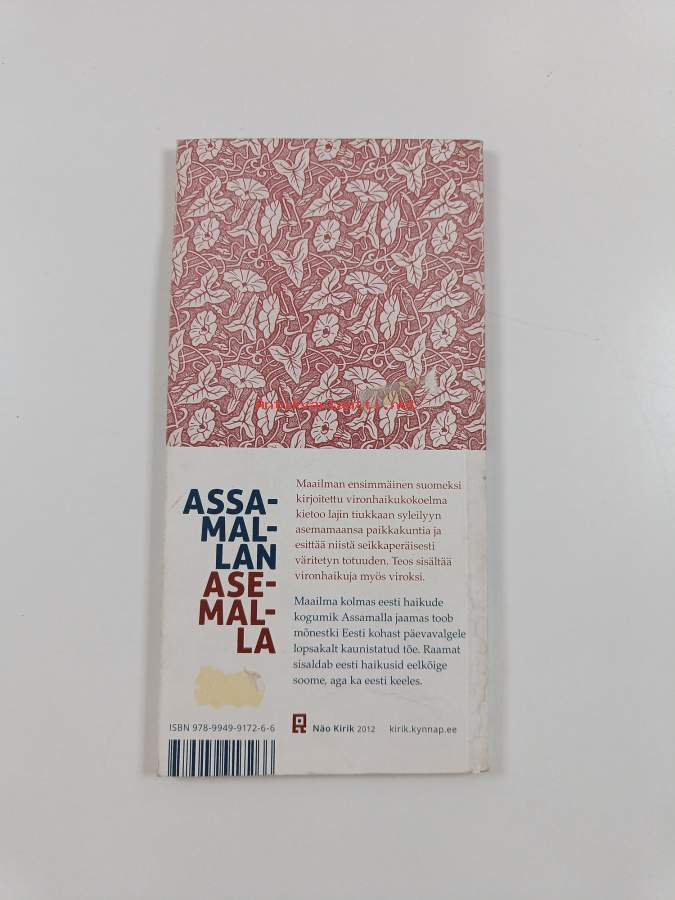 Antikvariaatti.net
ASSA-
MAL-
LAN
ASE-
MAL-
LA
Maailman ensimmäinen suomeksi
kirjoitettu vironhaikukokoelma
kietoo lajin tiukkaan syleilyyn
asemamaansa paikkakuntia ja
esittää niistä seikkaperäisesti
väritetyn totuuden. Teos sisältää
vironhaikuja myös viroksi.
Maailma kolmas eesti haikude
kogumik Assamalla jaamas toob
mõnestki Eesti kohast päevavalgele
lopsakalt kaunistatud tõe. Raamat
sisaldab eesti haikusid eelkõige
soome, aga ka eesti keeles.
ISBN 978-9949-9172-6-6
Näo Kirik 2012
kirik.kynnap.ee